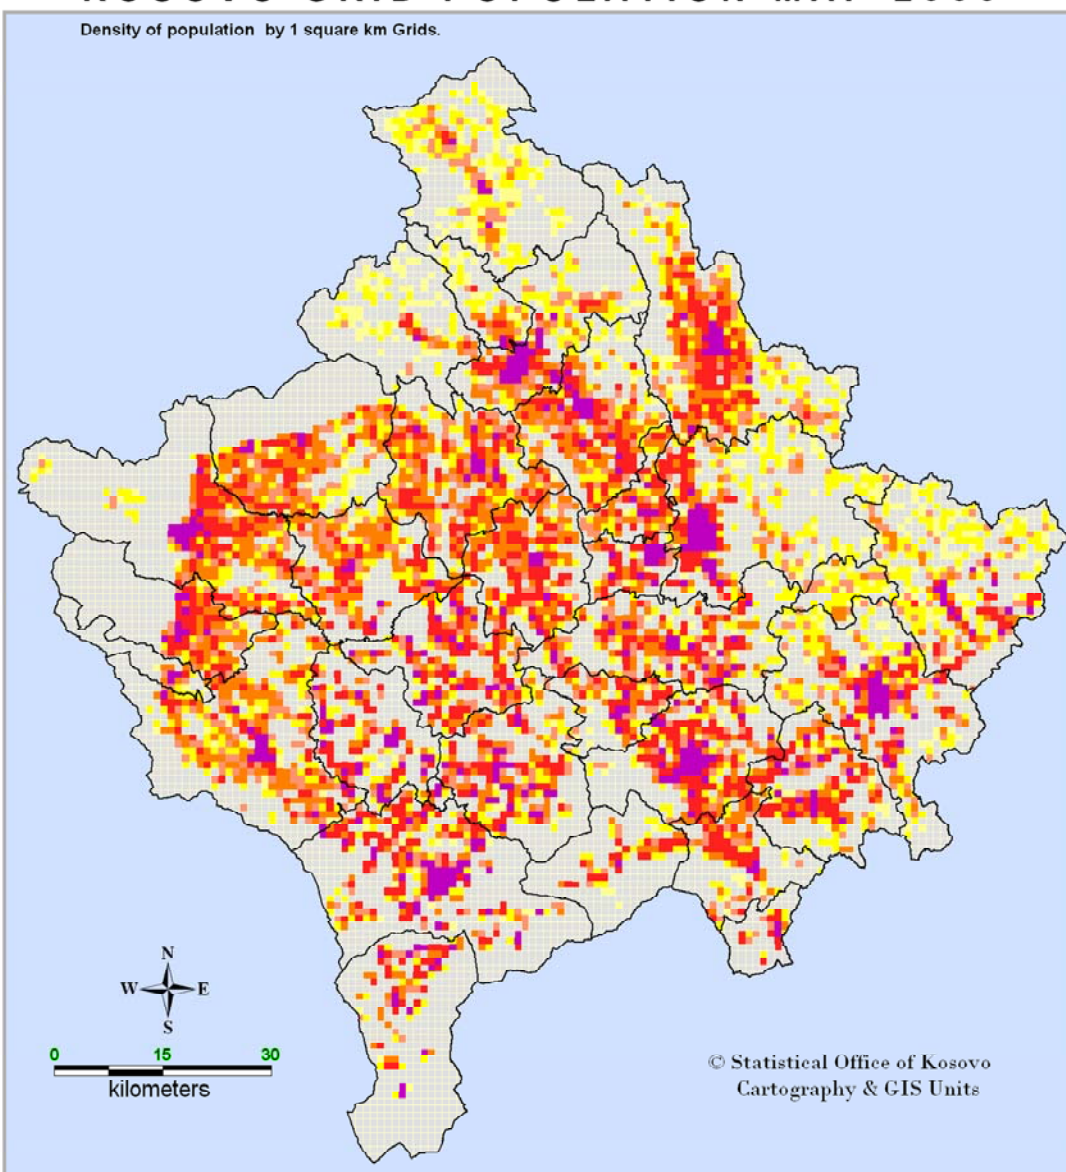 Density of population by 1 square km Grids.
N
W E
S
0 15 30
kilometers
© Statistical Office of Kosovo
Cartography & GIS Units